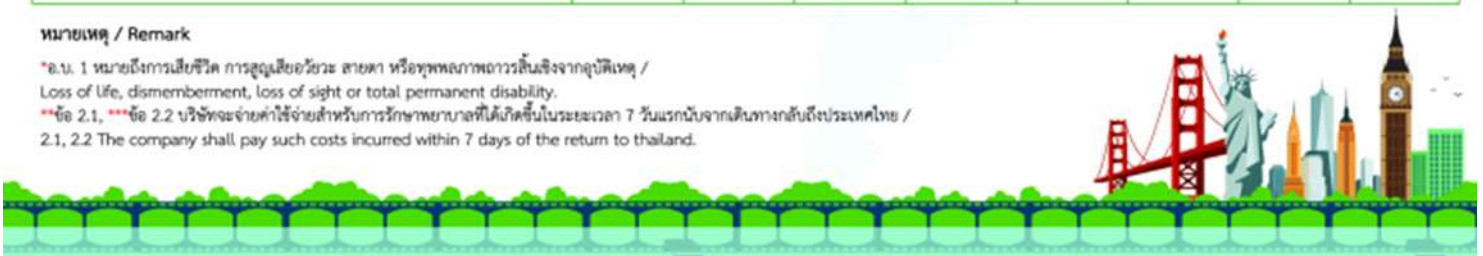 หมายเหตุ / Remark
*อ.บ. 1 หมายถึงการเสียชีวิต การสูญเสียอวัยวะ สายตา หรือทุพพลภาพถาวรสิ้นเชิงจากอุบัติเหตุ /
Loss of life, dismemberment, loss of sight or total permanent disability.
**ข้อ 2.1, ***ข้อ 2.2 บริษัทจะจ่ายค่าใช้จ่ายสำหรับการรักษาพยาบาลที่ได้เกิดขึ้นในระยะเวลา 7 วันแรกนับจากเดินทางกลับถึงประเทศไทย /
2.1, 2.2 The company shall pay such costs incurred within 7 days of the return to thailand.